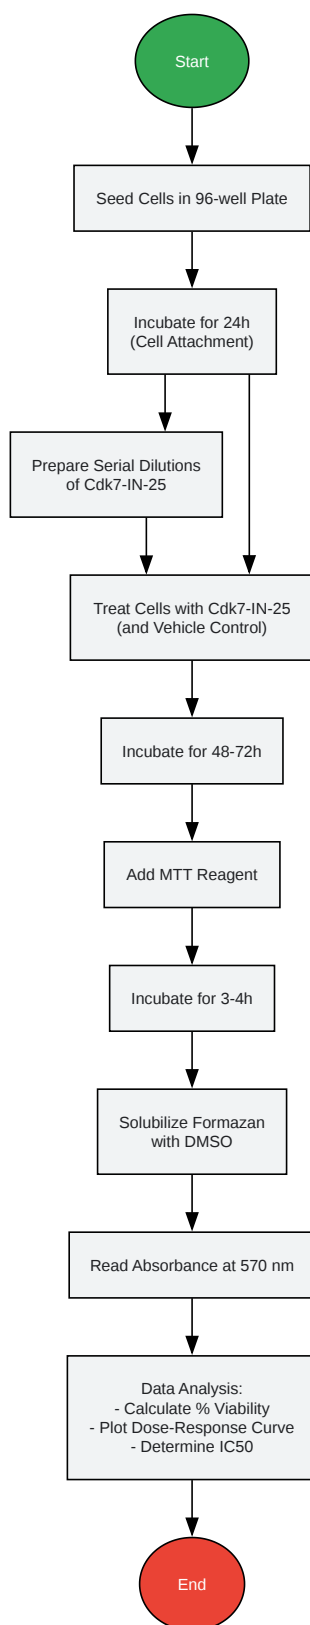 Start
Seed Cells in 96-well Plate
Incubate for 24h
(Cell Attachment)
Prepare Serial Dilutions
of Cdk7-IN-25
Treat Cells with Cdk7-IN-25
(and Vehicle Control)
Incubate for 48-72h
Add MTT Reagent
Incubate for 3-4h
Solubilize Formazan
with DMSO
Read Absorbance at 570 nm
Data Analysis:
- Calculate % Viability
- Plot Dose-Response Curve
- Determine IC50
End